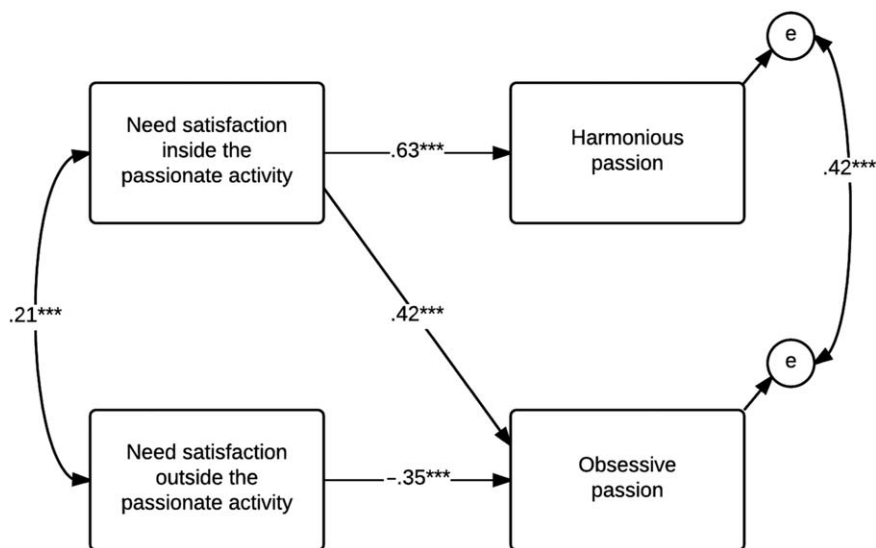 e
Need satisfaction
inside the
passionate activity
.63***
Harmonious
passion
.42***
.21***
.42***
e
Need satisfaction
outside the
passionate activity
−.35***
Obsessive
passion